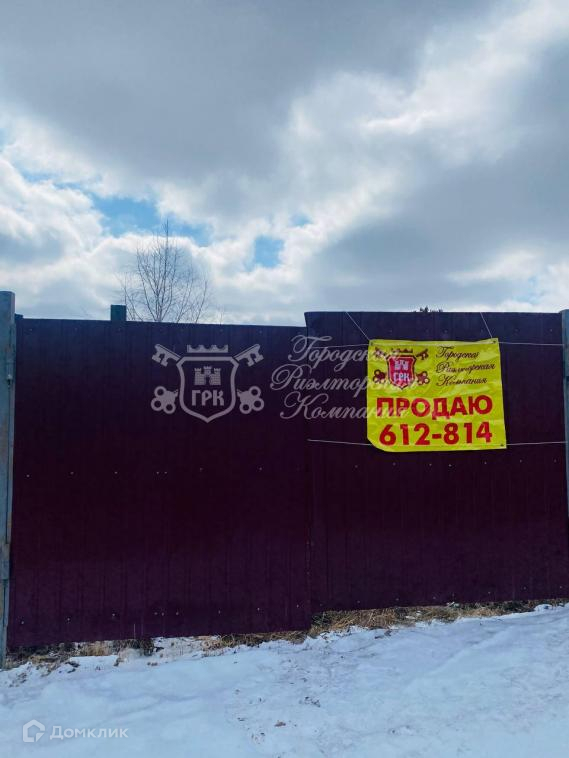 ГРК
Городская
Риэлторская
Компания
ГРК
Городская
Риэлторская
Компания
ПРОДАЮ
612-814
Домклик